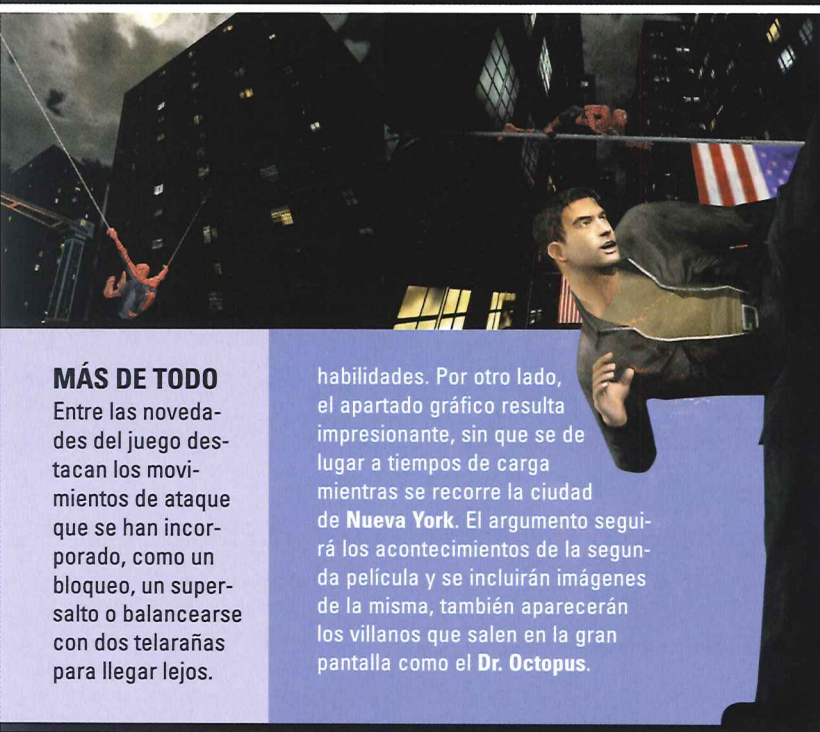 MÁS DE TODO
Entre las noveda-
des del juego des-
tacan los movi-
mientos de ataque
que se han incor-
porado, como un
bloqueo, un super-
salto o balancearse
con dos telarañas
para llegar lejos.
habilidades. Por otro lado,
el apartado gráfico resulta
impresionante, sin que se de
lugar a tiempos de carga
mientras se recorre la ciudad
de Nueva York. El argumento segui-
rá los acontecimientos de la segun-
da película y se incluirán imágenes
de la misma, también aparecerán
los villanos que salen en la gran
pantalla como el Dr. Octopus.